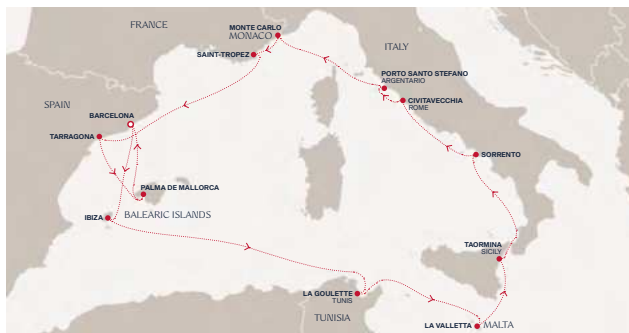 FRANCE
MONTE CARLO
MONACO
SAINT-TROPEZ
ITALY
PORTO SANTO STEFANO
ARGENTARIO
CIVITAVECCHIA
ROME
SPAIN
BARCELONA
TARRAGONA
SORRENTO
PALMA DE MALLORCA
IBIZA
BALEARIC ISLANDS
TAORMINA
SICILY
LA GOULETTE
TUNIS
TUNISIA
LA VALLETTA
MALTA